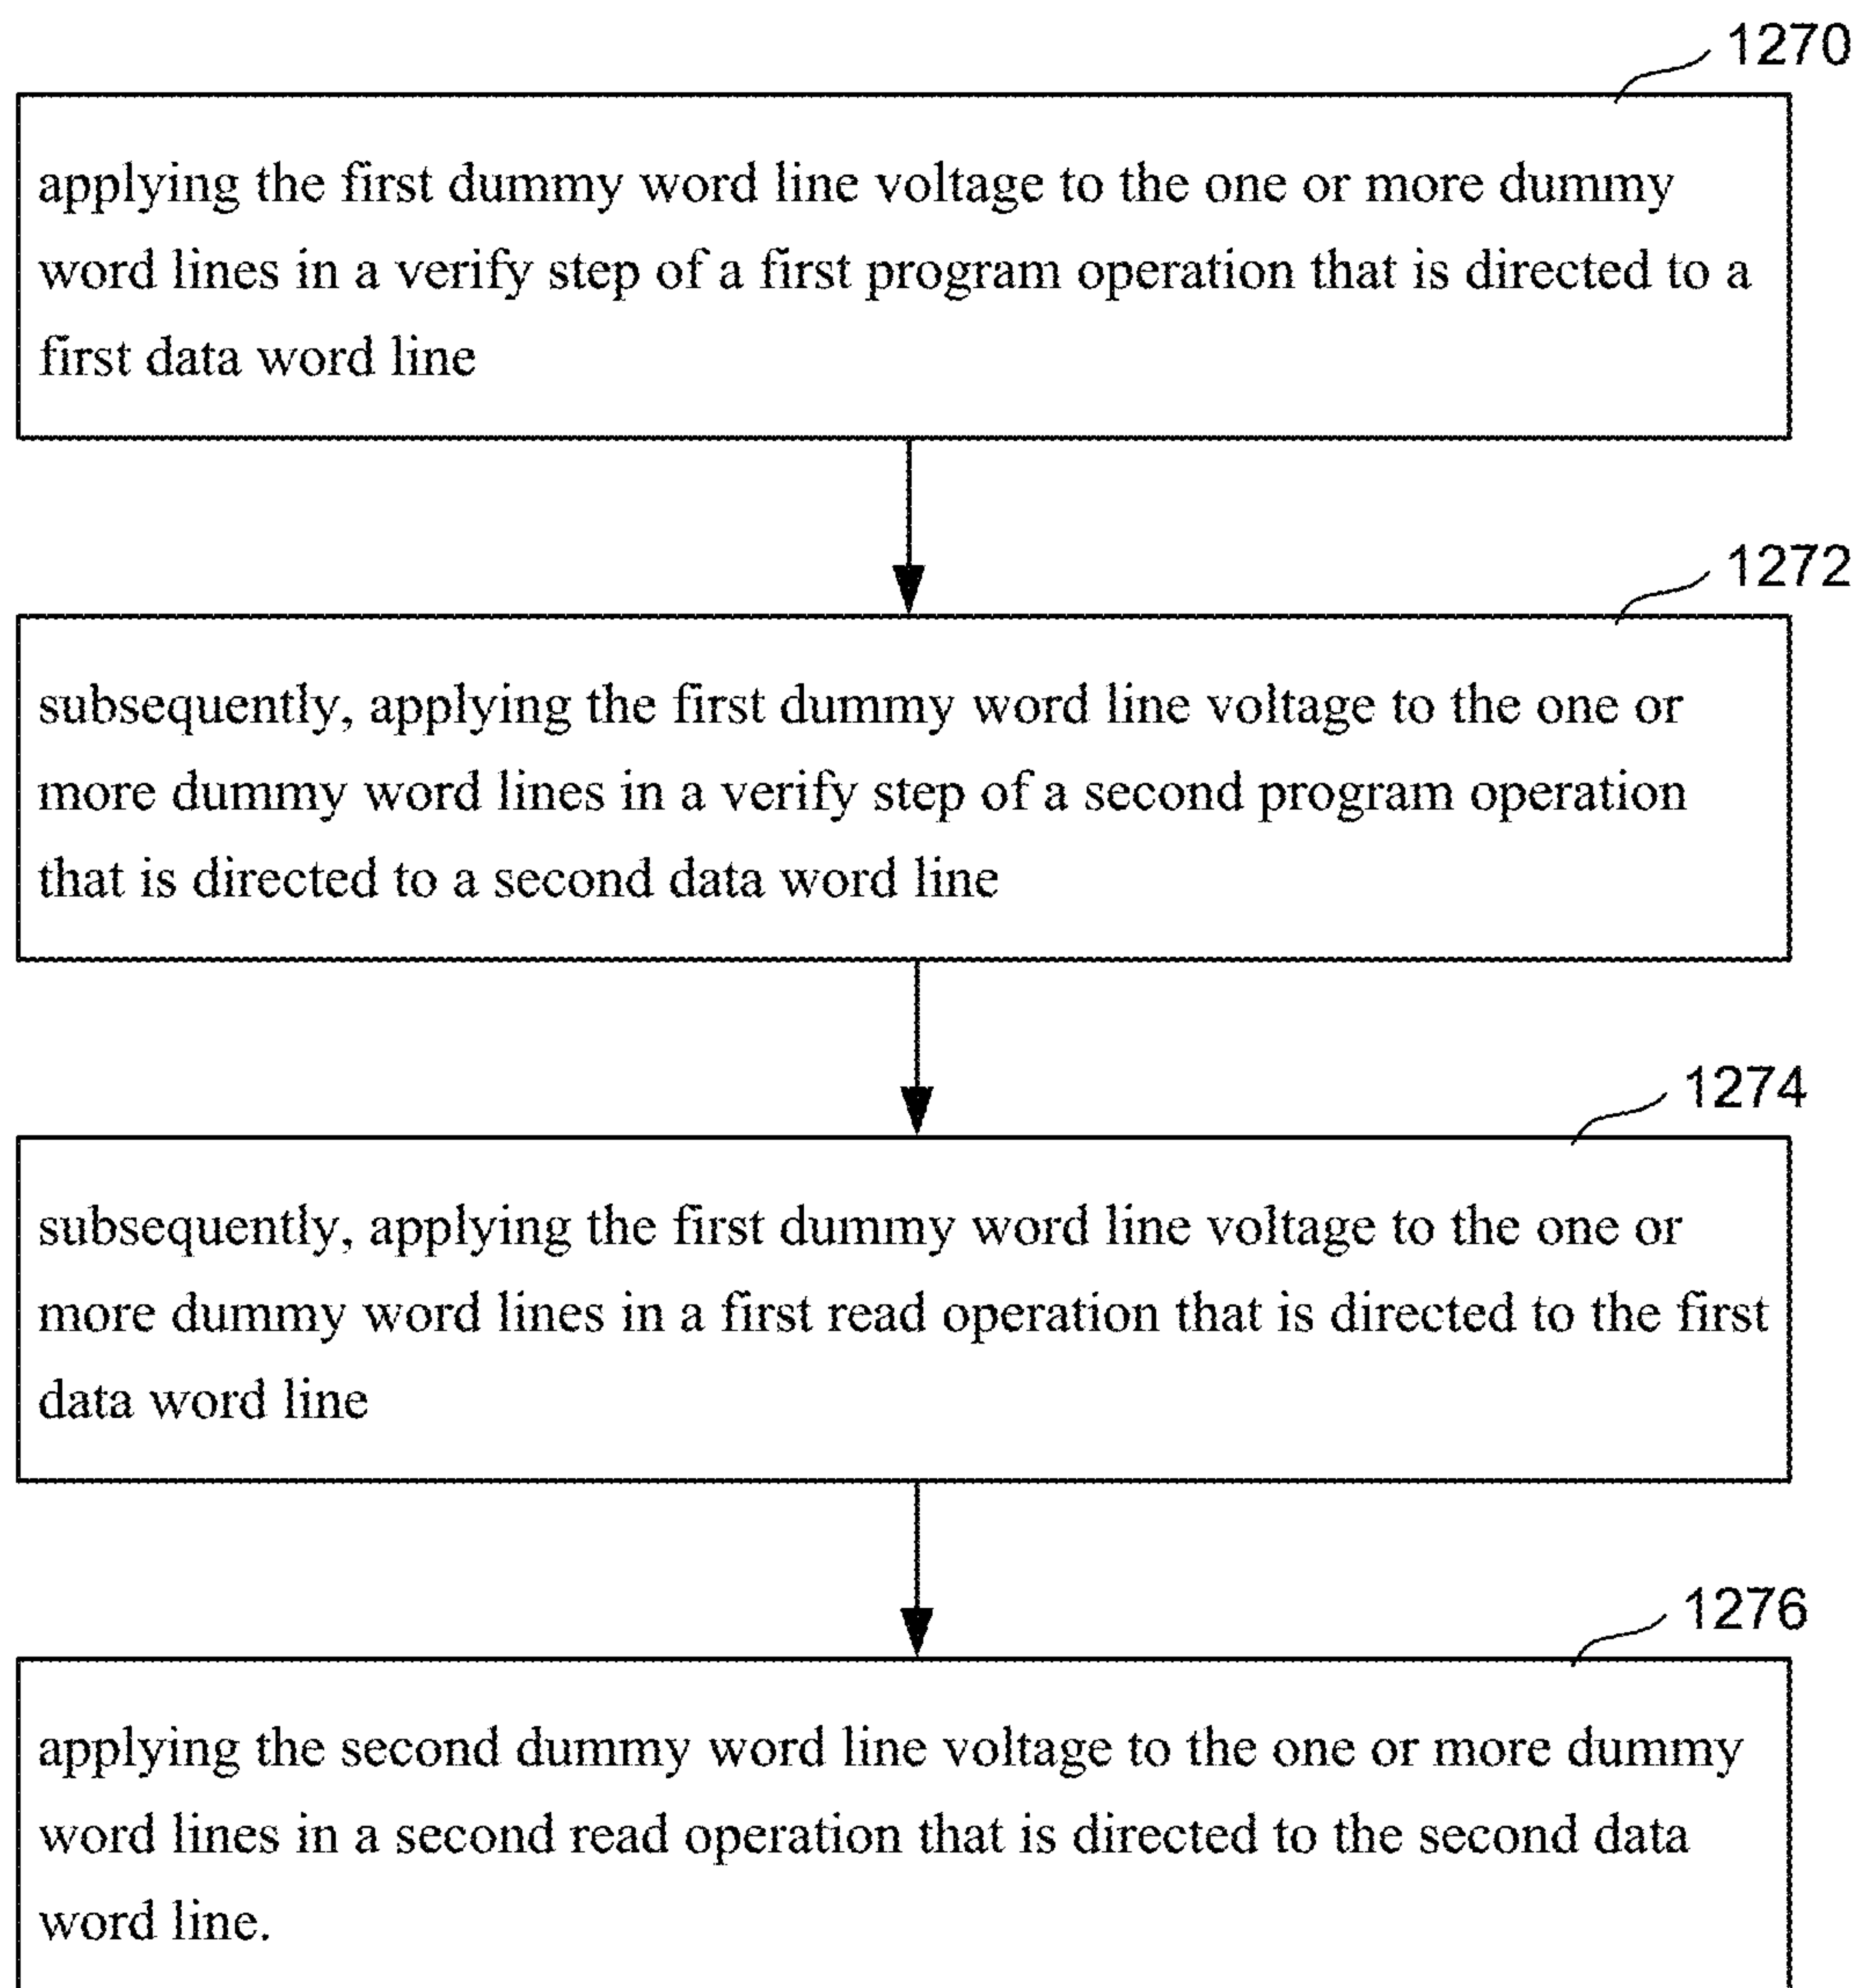 1270
applying the first dummy word line voltage to the one or more dummy
word lines in a verify step of a first program operation that is directed to a
first data word line
1272
subsequently, applying the first dummy word line voltage to the one or
more dummy word lines in a verify step of a second program operation
that is directed to a second data word line
1274
subsequently, applying the first dummy word line voltage to the one or
more dummy word lines in a first read operation that is directed to the first
data word line
1276
applying the second dummy word line voltage to the one or more dummy
word lines in a second read operation that is directed to the second data
word line.